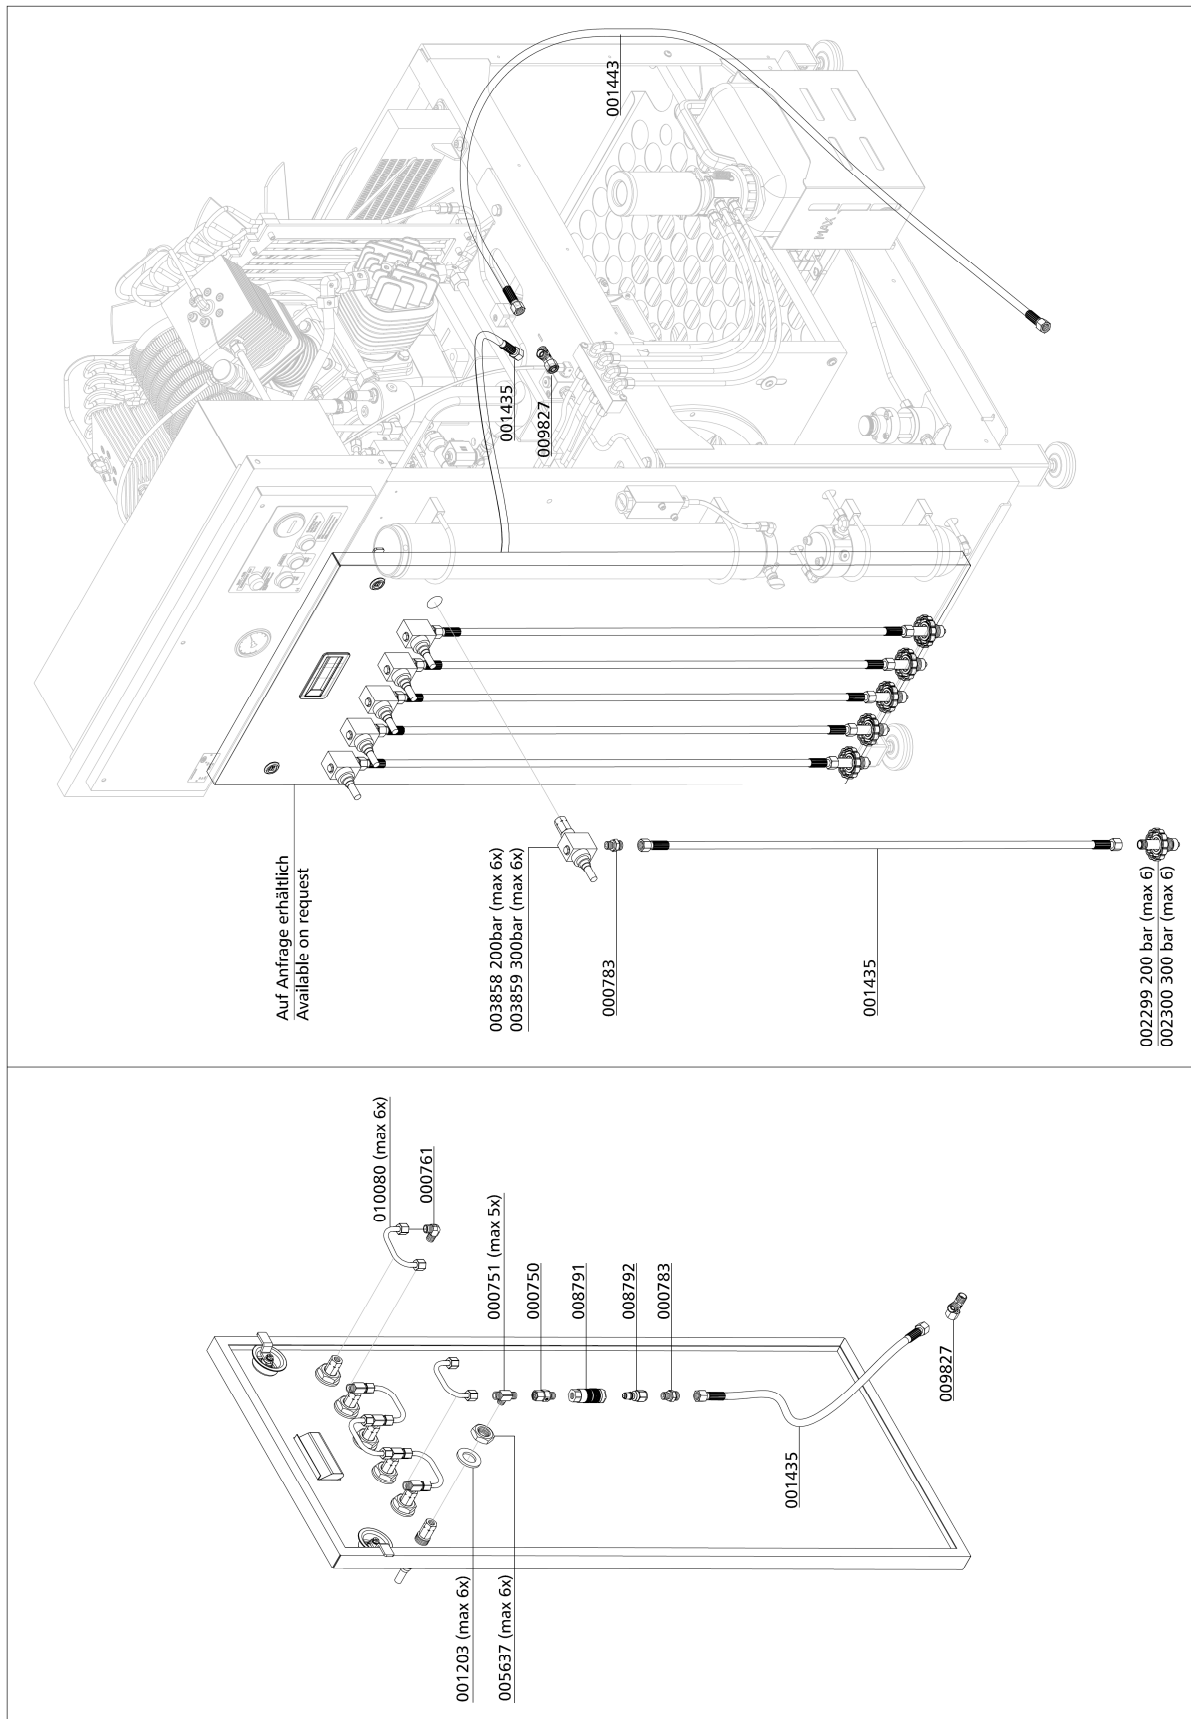 001443
001435
009827
Auf Anfrage erhältlich
Available on request
003858 200bar (max 6x)
003859 300bar (max 6x)
000783
001435
002299 200 bar (max 6)
002300 300 bar (max 6)
MAX
010080 (max 6x)
000761
000751 (max 5x)
000750
008791
008792
000783
009827
001435
001203 (max 6x)
005637 (max 6x)